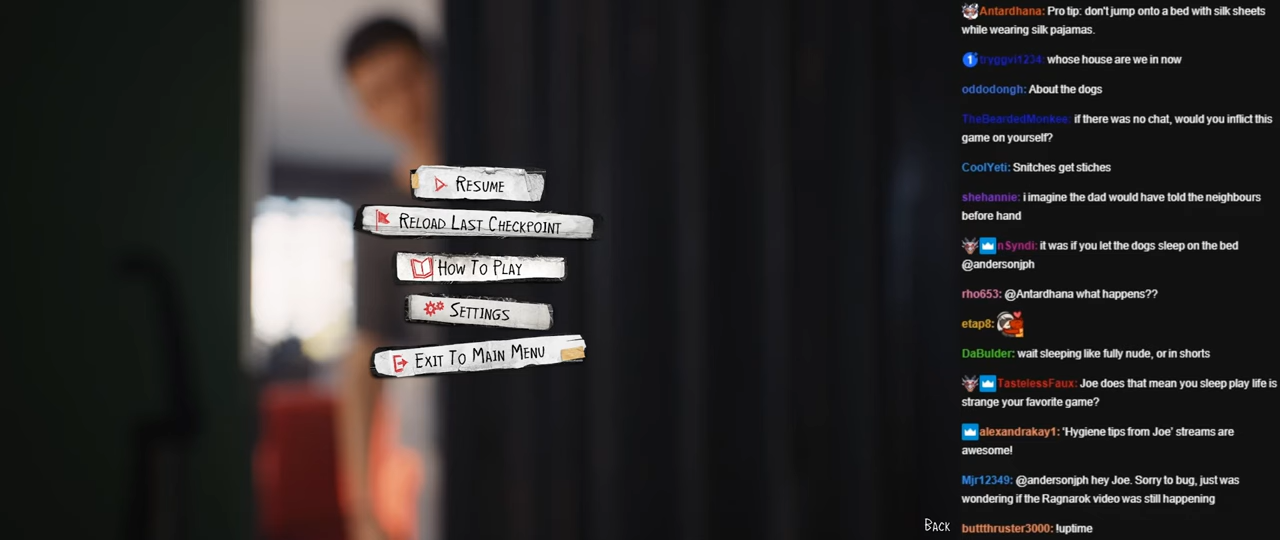 Resume
Reload Last Checkpoint
How To Play
Settings
Exit To Main Menu
Back
Antardhana: Pro tip: don't jump onto a bed with silk sheets
while wearing silk pajamas.
tryggvi1234: whose house are we in now
oddodongh: About the dogs
TheBeardedMonkee: if there was no chat, would you inflict this
game on yourself?
CoolYeti: Snitches get stiches
shehannie: i imagine the dad would have told the neighbours
before hand
nSyndi: it was if you let the dogs sleep on the bed
@andersonjph
rho653: @Antardhana what happens??
etap8:
DaBulder: wait sleeping like fully nude, or in shorts
TastelessFaux: Joe does that mean you sleep play life is
strange your favorite game?
alexandrakay1: 'Hygiene tips from Joe' streams are
awesome!
Mjr12349: @andersonjph hey Joe. Sorry to bug, just was
wondering if the Ragnarok video was still happening
buttthruster3000: !uptime